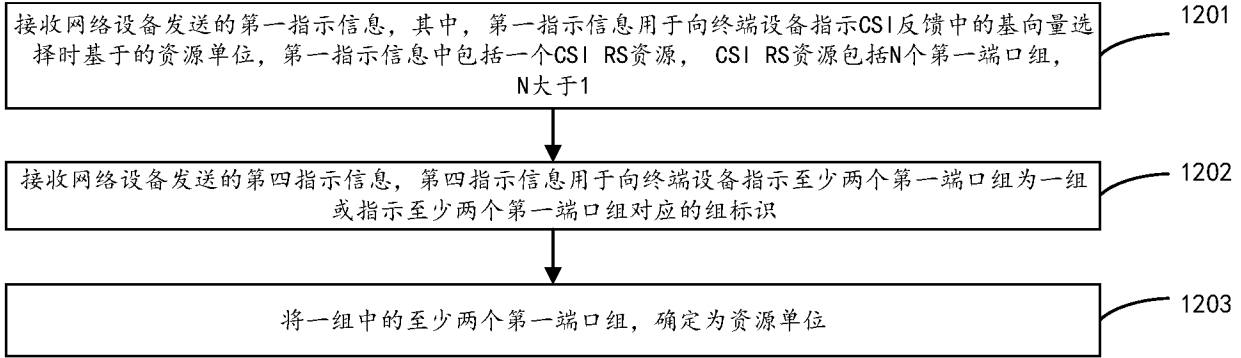 接收网络设备发送的第一指示信息，其中，第一指示信息用于向终端设备指示CSI反馈中的基向量选
择时基于的资源单位，第一指示信息中包括一个CSI RS资源， CSI RS资源包括N个第一端口组，
N大于1
1201
接收网络设备发送的第四指示信息，第四指示信息用于向终端设备指示至少两个第一端口组为一组
或指示至少两个第一端口组对应的组标识
1202
将一组中的至少两个第一端口组，确定为资源单位
1203